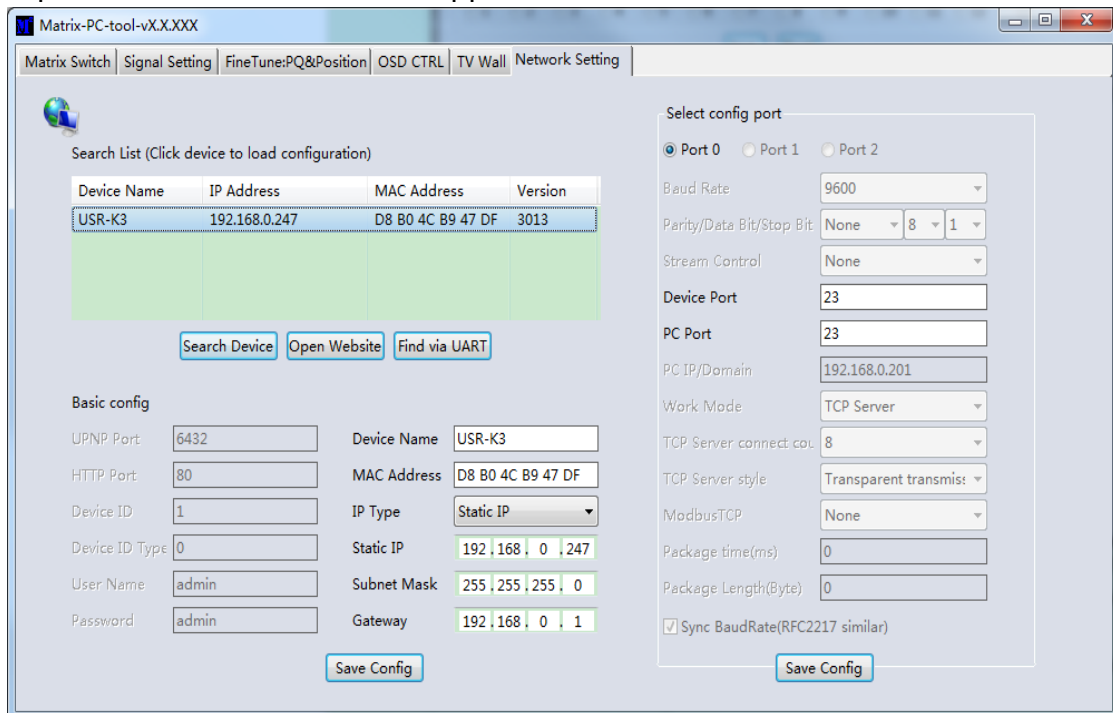 Matrix-PC-tool-vX.X.XXX
Matrix Switch Signal Setting FineTune:PQ&Position OSD CTRL TV Wall Network Setting
Search List (Click device to load configuration)
Device Name IP Address MAC Address Version
USR-K3 192.168.0.247 D8 B0 4C B9 47 DF 3013
Search Device Open Website Find via UART
Basic config
UPNP Port 6432 Device Name USR-K3
HTTP Port 80 MAC Address D8 B0 4C B9 47 DF
Device ID 1 IP Type Static IP
Device ID Type 0 Static IP 192 . 168 . 0 . 247
User Name admin Subnet Mask 255 . 255 . 255 . 0
Password admin Gateway 192 . 168 . 0 . 1
Save Config
Select config port
Port 0 Port 1 Port 2
Baud Rate 9600
Parity/Data Bit/Stop Bit None 8 1
Stream Control None
Device Port 23
PC Port 23
PC IP/Domain 192.168.0.201
Work Mode TCP Server
TCP Server connect cou 8
TCP Server style Transparent transmiss
ModbusTCP None
Package time(ms) 0
Package Length(Byte) 0
Sync BaudRate(RFC2217 similar)
Save Config